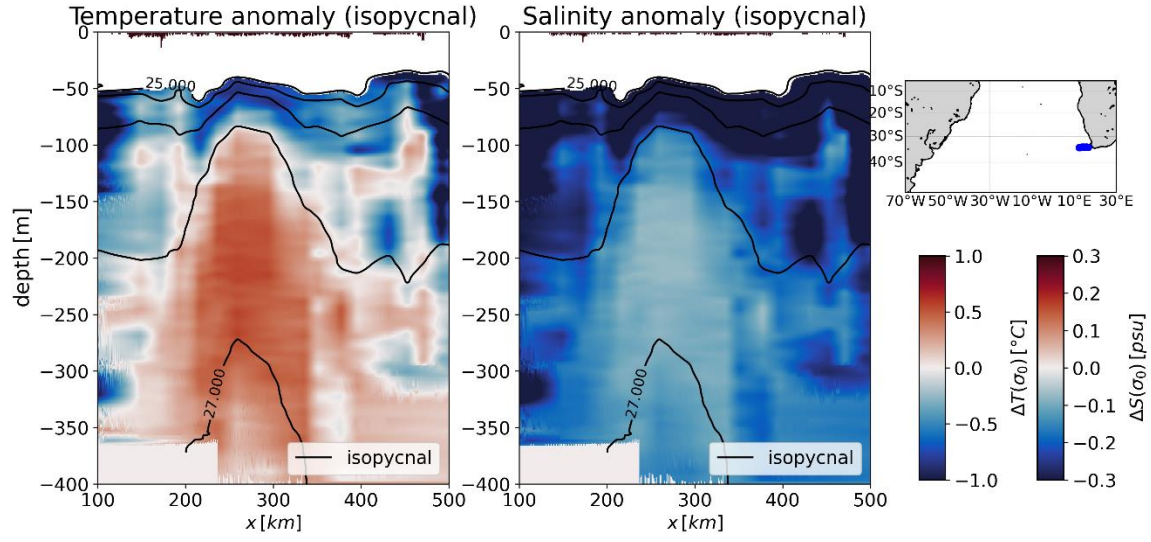 Temperature anomaly (isopycnal)
Salinity anomaly (isopycnal)
depth [m]
0
−50
−100
−150
−200
−250
−300
−350
−400
25.000
27.000
isopycnal
100 200 300 400 500
x [km]
0
−50
−100
−150
−200
−250
−300
−350
−400
25.000
27.000
isopycnal
100 200 300 400 500
x [km]
10°S
20°S
30°S
40°S
70°W 50°W 30°W 10°W 10°E 30°E
1.0
0.5
0.0
−0.5
−1.0
ΔT(σ₀) [°C]
0.3
0.2
0.1
0.0
−0.1
−0.2
−0.3
ΔS(σ₀) [psu]